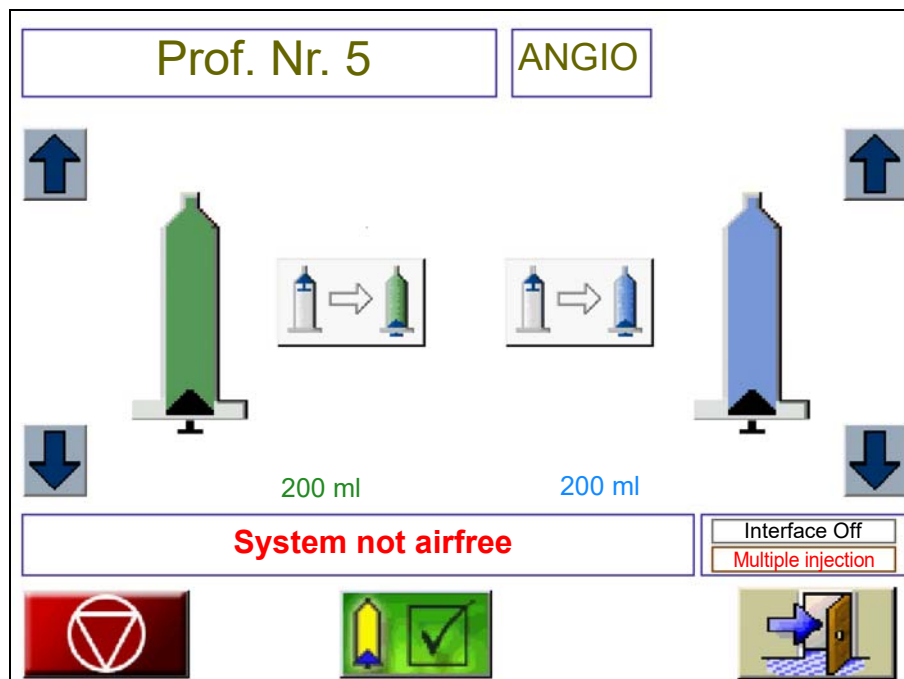 Prof. Nr. 5
ANGIO
200 ml
200 ml
System not airfree
Interface Off
Multiple injection